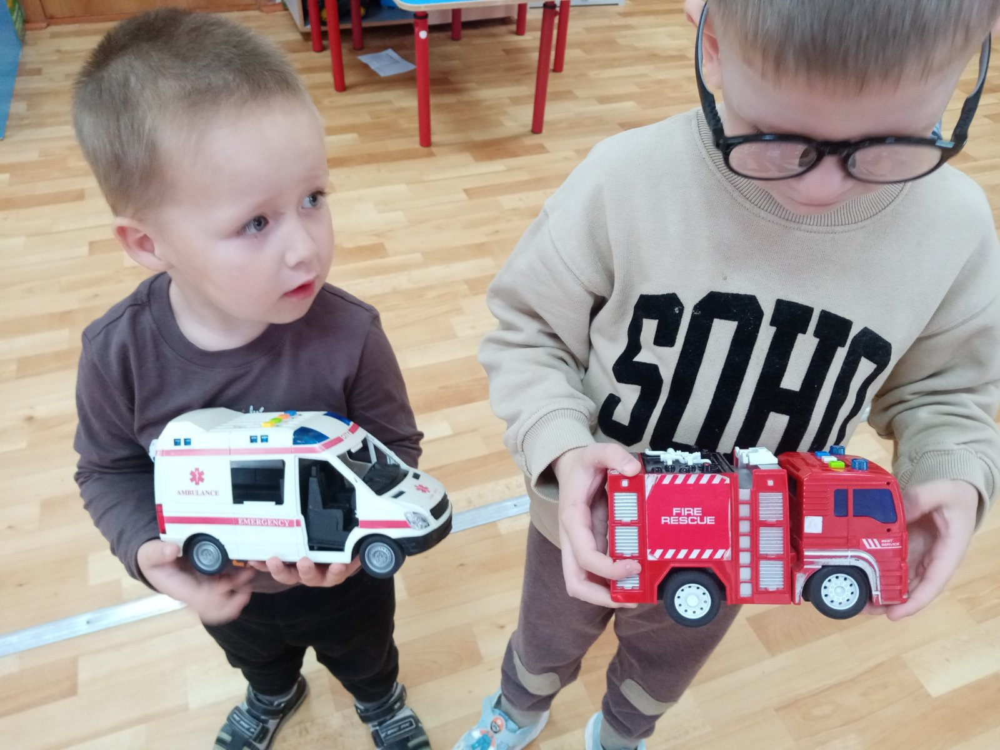 SOHO
AMBULANCE
EMERGENCY
FIRE
RESCUE
BEST
SERVICE